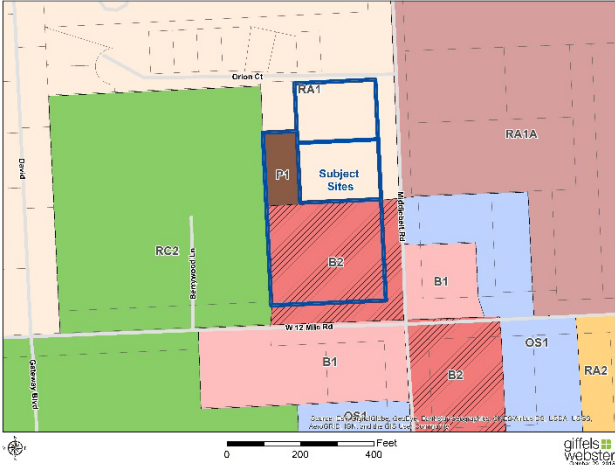 Orion Ct
RA1
RA1A
David
P1
Subject
Sites
Middlebelt Rd
RC2
Berrywood Ln
B2
B1
W 12 Mile Rd
OS1
B1
B2
RA2
Gateway Blvd
OS1
Feet
0 200 400
giffels
webster